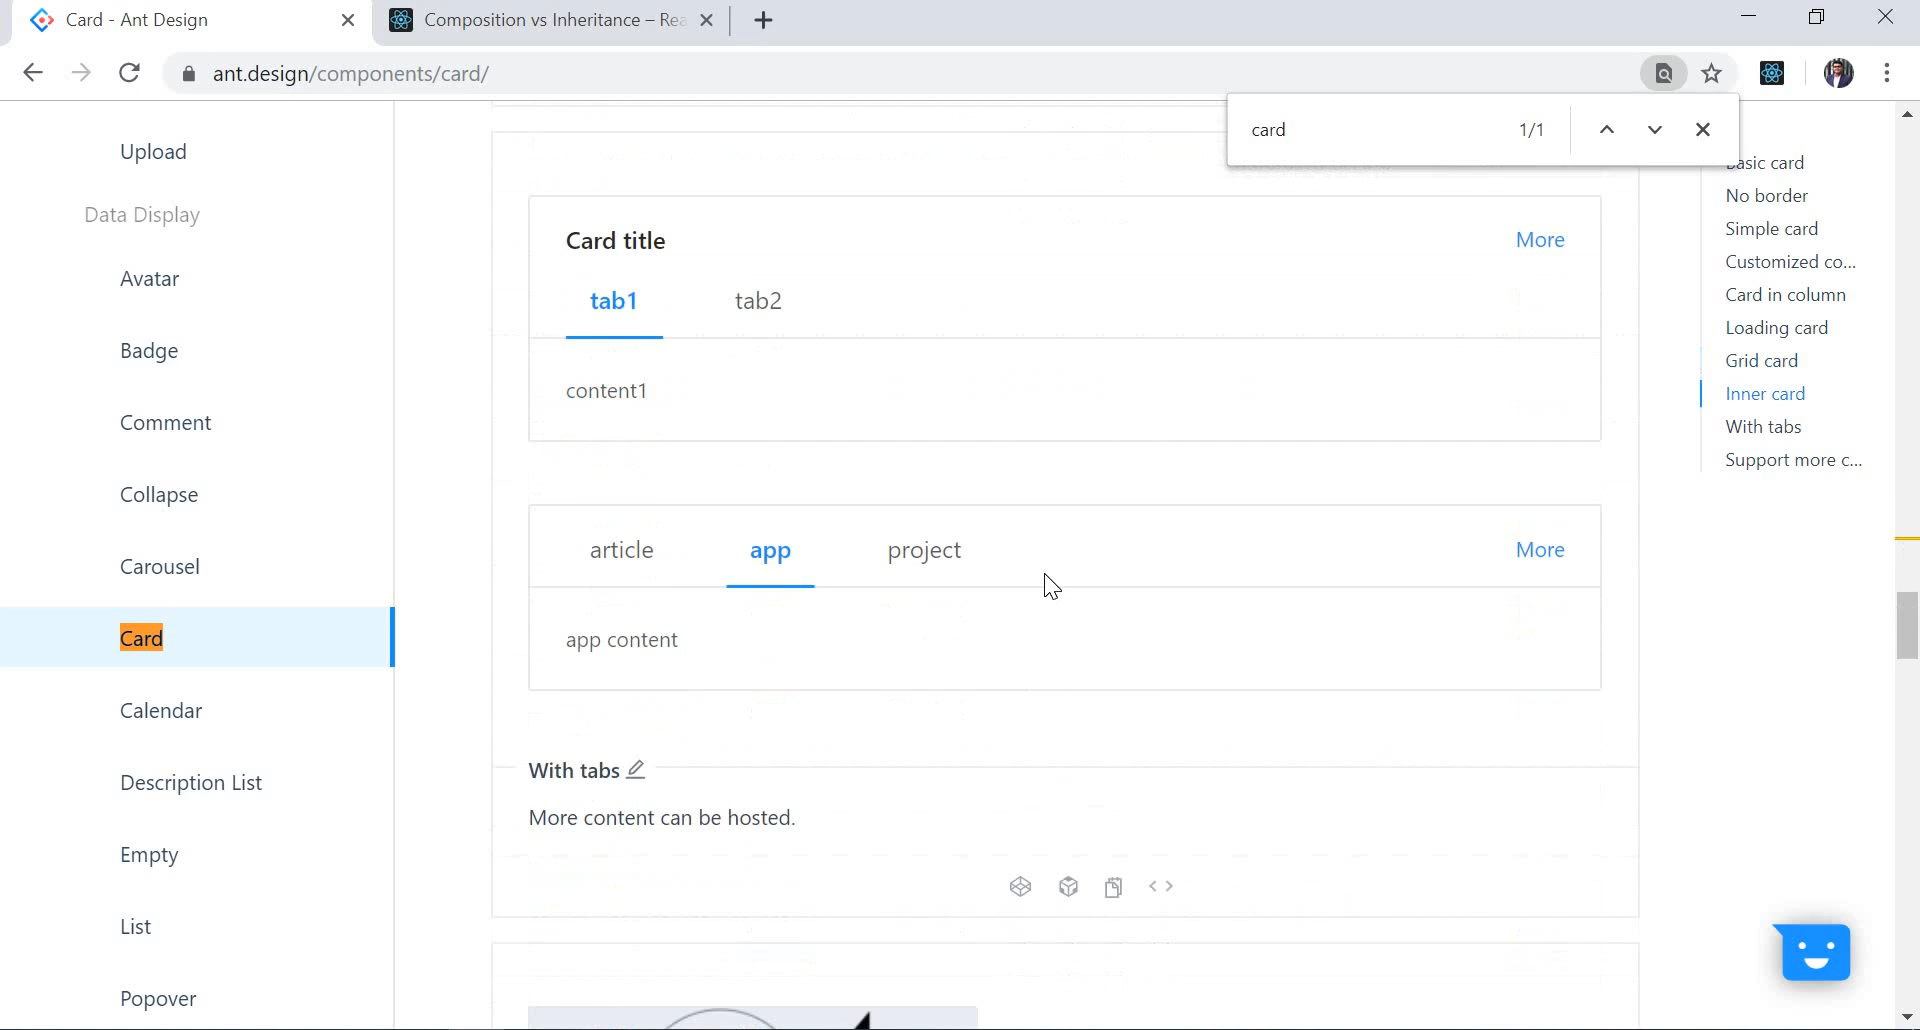 Card - Ant Design
Composition vs Inheritance – Rea
ant.design/components/card/
card 1/1
Upload
Data Display
Avatar
Badge
Comment
Collapse
Carousel
Card
Calendar
Description List
Empty
List
Popover
Card title More
tab1 tab2
content1
article app project More
app content
With tabs
More content can be hosted.
Basic card
No border
Simple card
Customized co...
Card in column
Loading card
Grid card
Inner card
With tabs
Support more c...